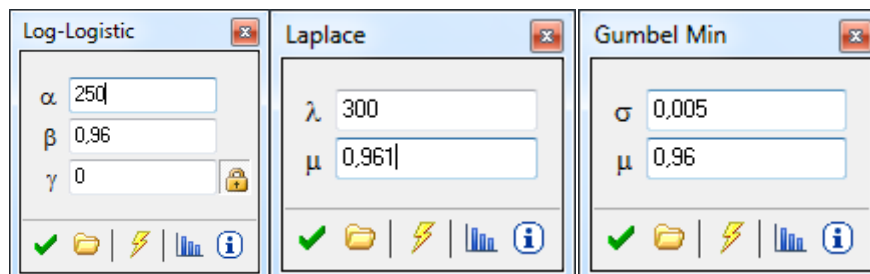 Log-Logistic
α 250
β 0,96
γ 0
Laplace
λ 300
μ 0,961
Gumbel Min
σ 0,005
μ 0,96